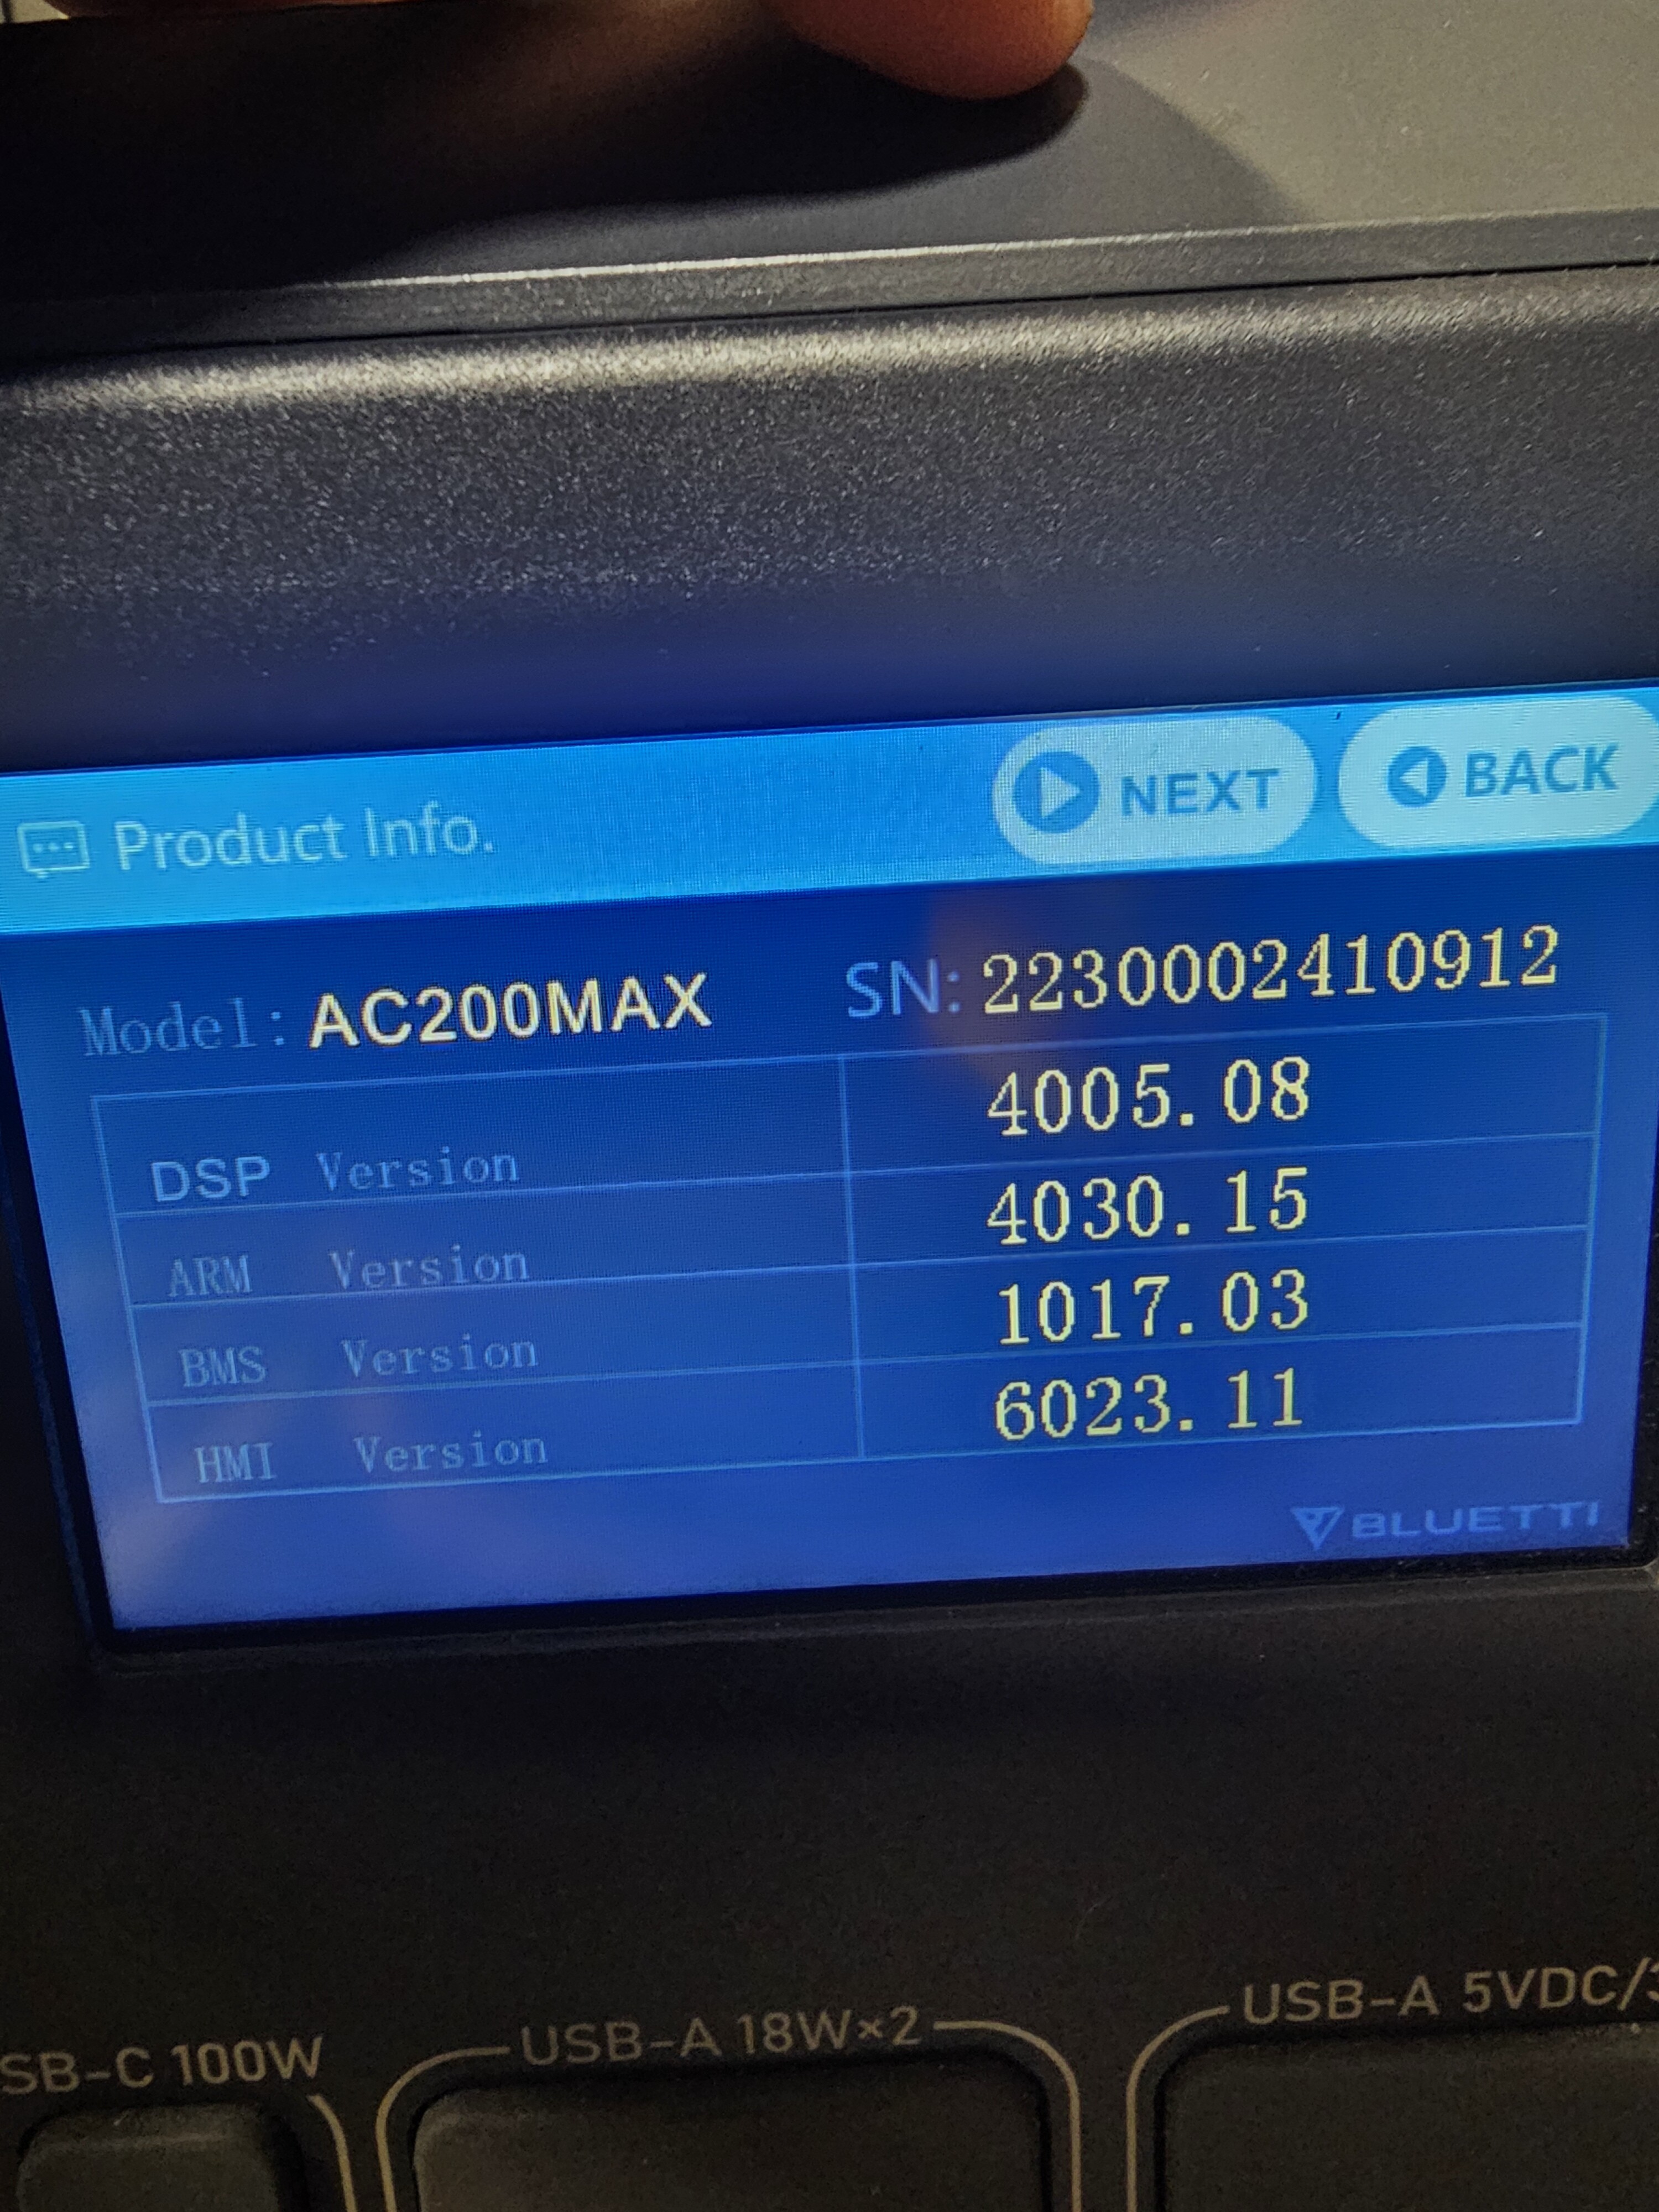 Product Info.
NEXT
BACK
Model: AC200MAX SN: 2230002410912
DSP Version 4005.08
ARM Version 4030.15
BMS Version 1017.03
HMI Version 6023.11
BLUETTI
SB-C 100W
USB-A 18W×2
USB-A 5VDC/3